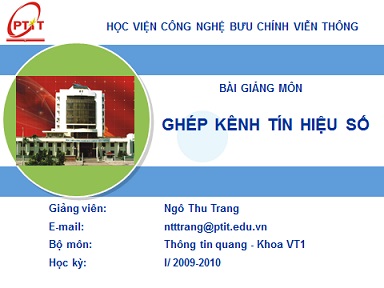 PTIT
HỌC VIỆN CÔNG NGHỆ BƯU CHÍNH VIỄN THÔNG
BÀI GIẢNG MÔN
GHÉP KÊNH TÍN HIỆU SỐ
Giảng viên: Ngô Thu Trang
E-mail: ntttrang@ptit.edu.vn
Bộ môn: Thông tin quang - Khoa VT1
Học kỳ: I/ 2009-2010